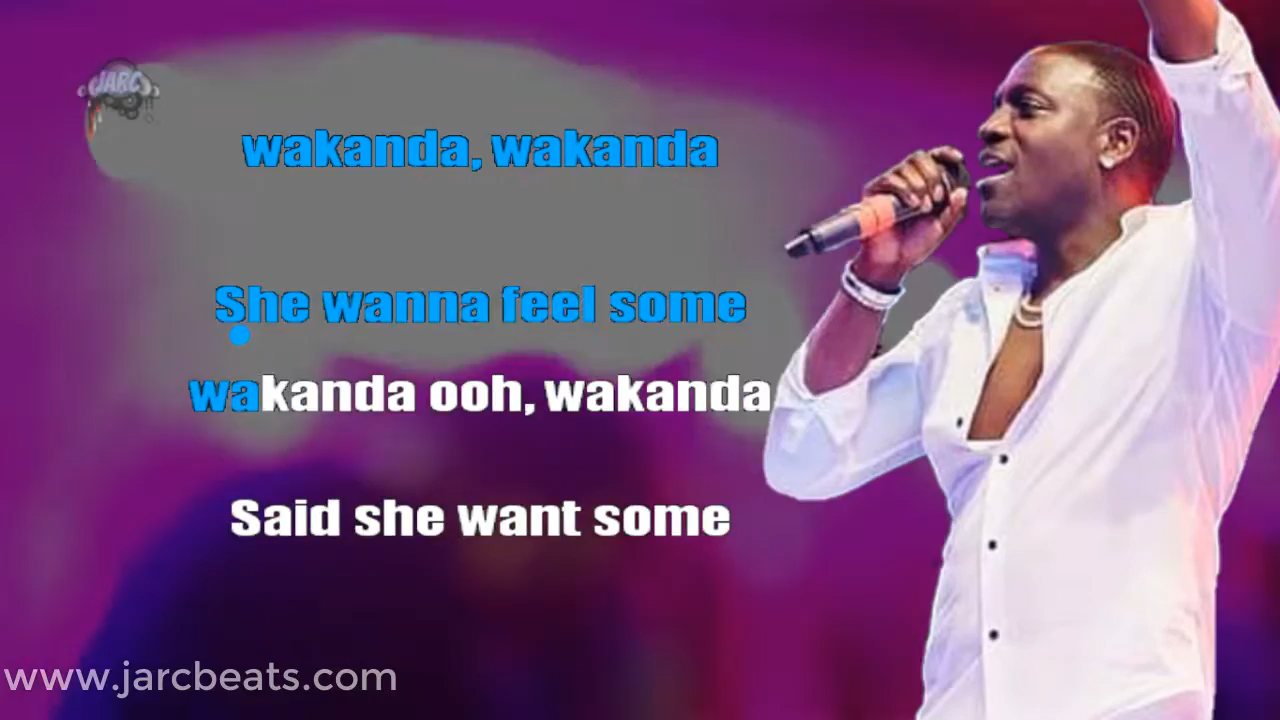 JARC
wakanda, wakanda
She wanna feel some
wakanda ooh, wakanda
Said she want some
www.jarcbeats.com